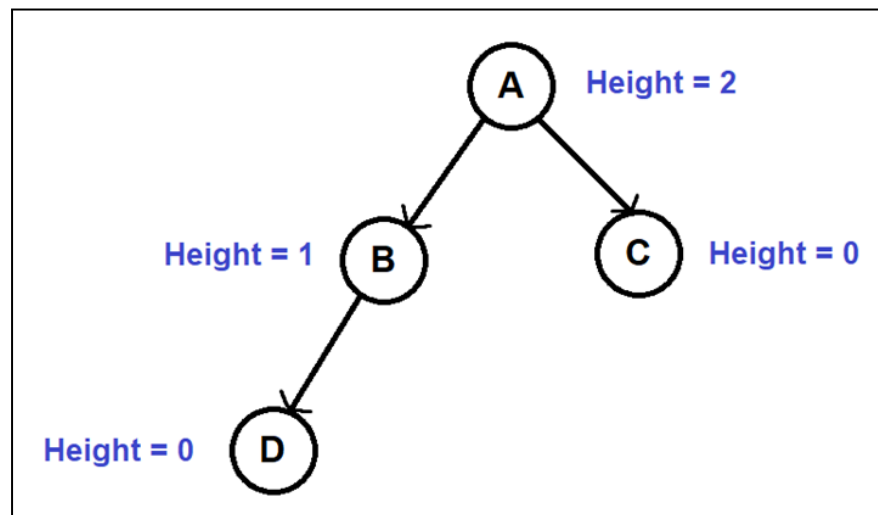 A
Height = 2
Height = 1
B
C
Height = 0
Height = 0
D